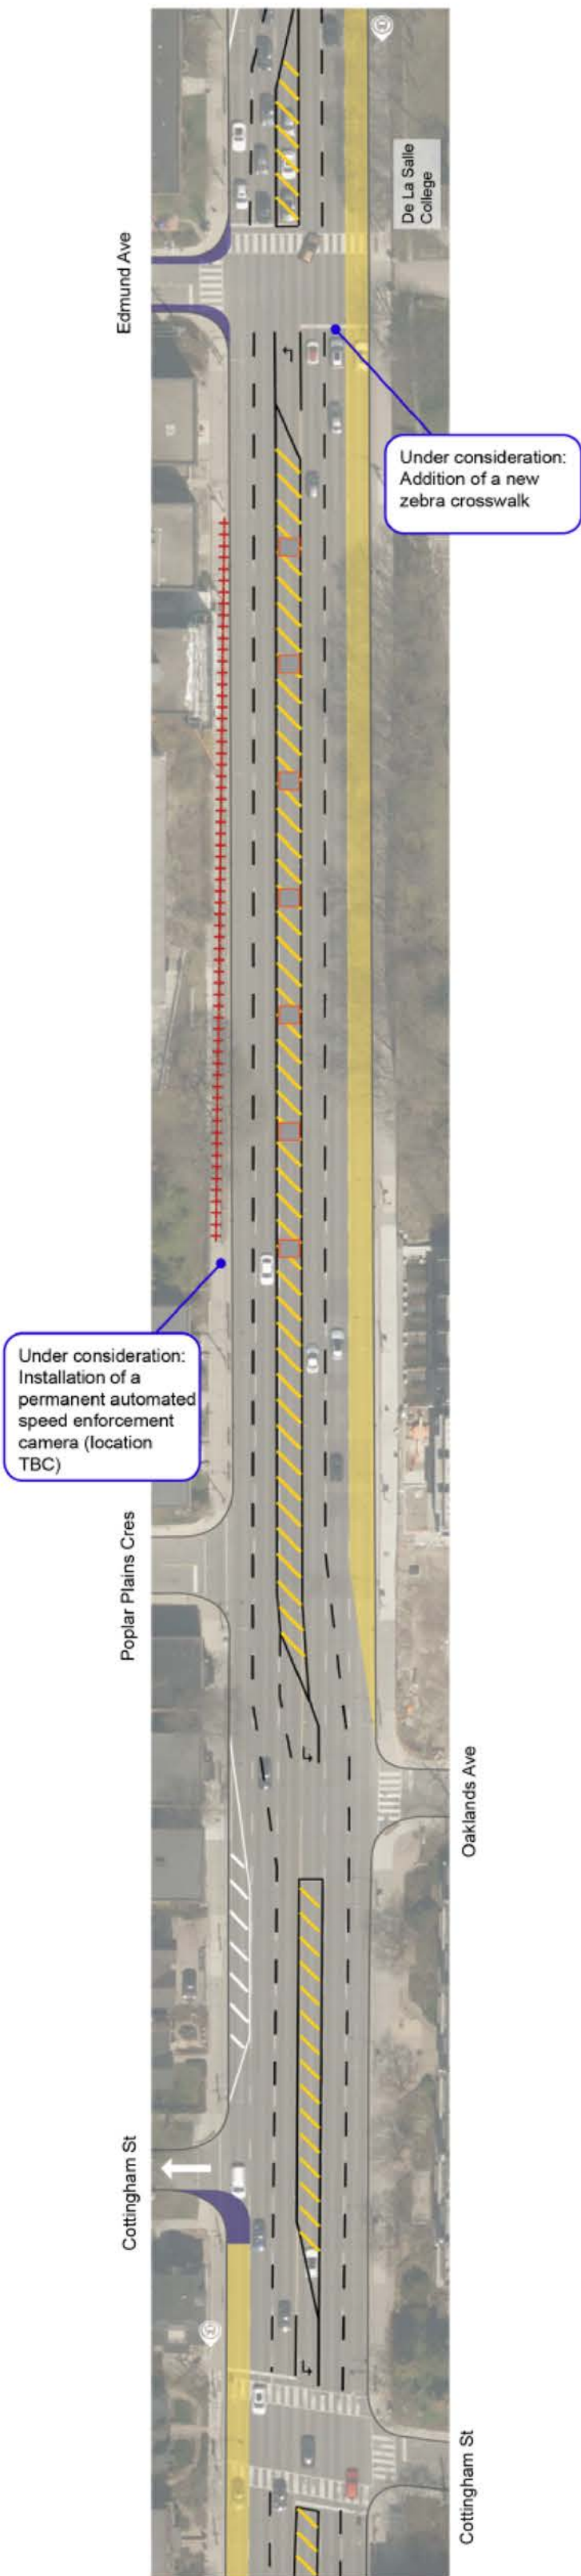 Edmund Ave
De La Salle
College
Under consideration:
Addition of a new
zebra crosswalk
Under consideration:
Installation of a
permanent automated
speed enforcement
camera (location
TBC)
Poplar Plains Cres
Oaklands Ave
Cottingham St
Cottingham St